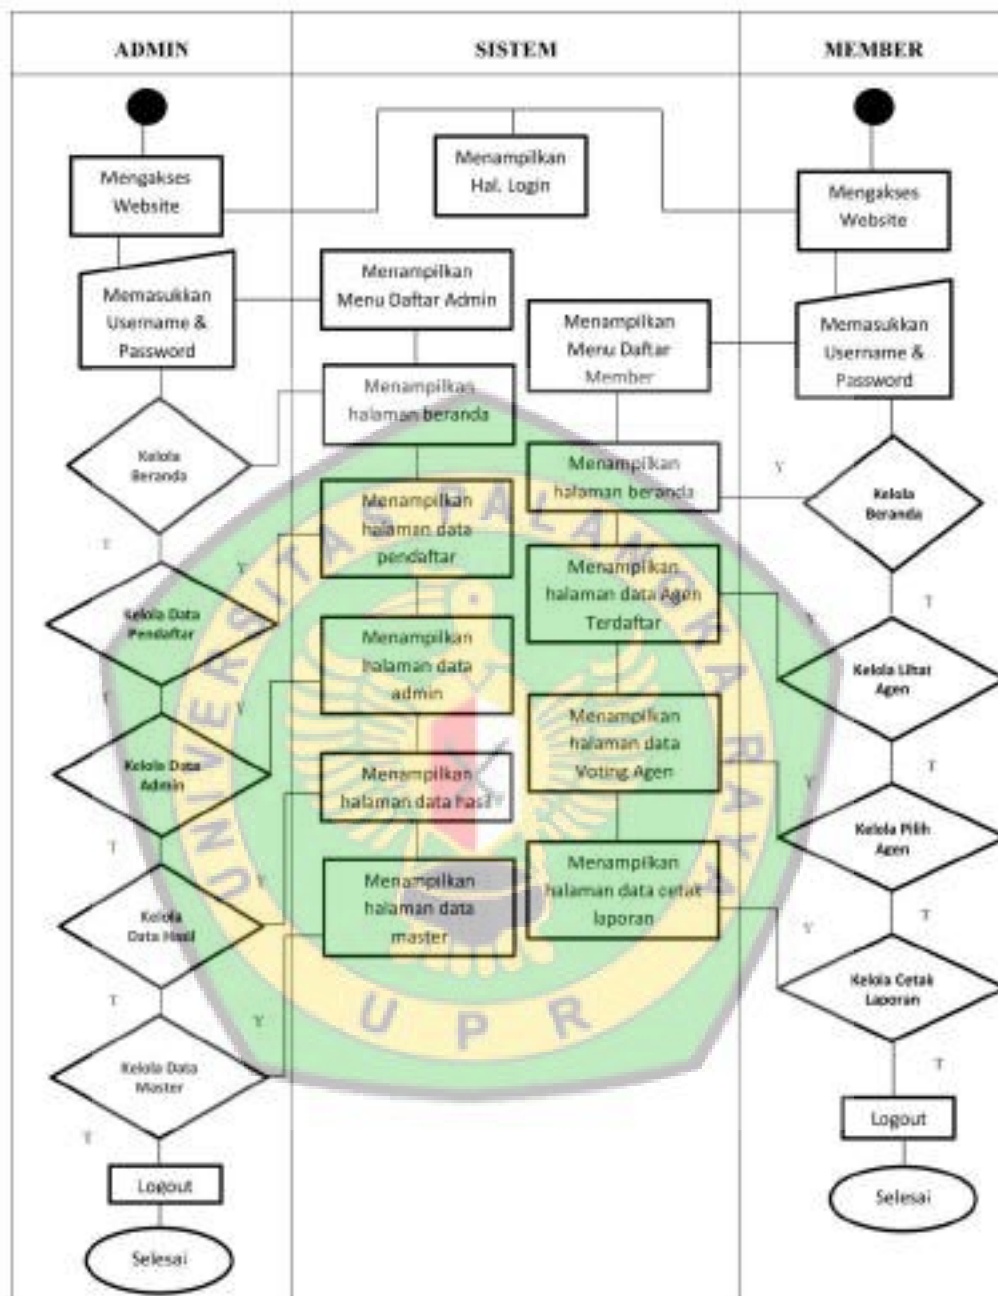 ADMIN
SISTEM
MEMBER
Mengakses
Website
Menampilkan
Hal. Login
Mengakses
Website
Memasukkan
Username &
Password
Menampilkan
Menu Daftar Admin
Menampilkan
Menu Daftar
Member
Memasukkan
Username &
Password
Kelola
Beranda
Menampilkan
halaman beranda
Menampilkan
halaman beranda
Y
Kelola
Beranda
T
Y
Menampilkan
halaman data
pendaftar
T
Kelola Data
Pendaftar
Menampilkan
halaman data Agen
Terdaftar
Y
Kelola Lihat
Agen
T
Y
Menampilkan
halaman data
admin
T
Kelola Data
Admin
Menampilkan
halaman data
Voting Agen
Y
Kelola Pilih
Agen
T
Y
Menampilkan
halaman data hasil
T
Kelola
Data Hasil
Menampilkan
halaman data
master
Menampilkan
halaman data cetak
laporan
Y
Kelola Cetak
Laporan
T
Y
Kelola Data
Master
T
T
Logout
Selesai
Logout
Selesai
UNIVERSITAS PALANGKA RAYA
UPR